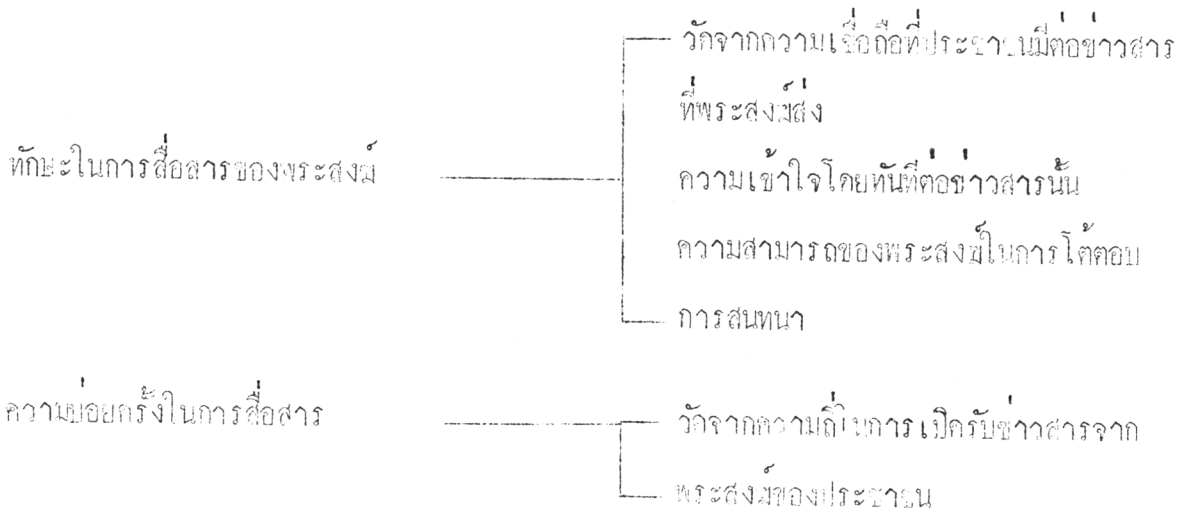 วัดจากความเชื่อถือที่ประชาชนมีต่อข่าวสาร
ที่พระสงฆ์ส่ง
ทักษะในการสื่อสารของพระสงฆ์
ความเข้าใจโดยทันทีต่อข่าวสารนั้น
ความสามารถของพระสงฆ์ในการโต้ตอบ
การสนทนา
ความบ่อยครั้งในการสื่อสาร
วัดจากความถี่ในการเปิดรับข่าวสารจาก
พระสงฆ์ของประชาชน